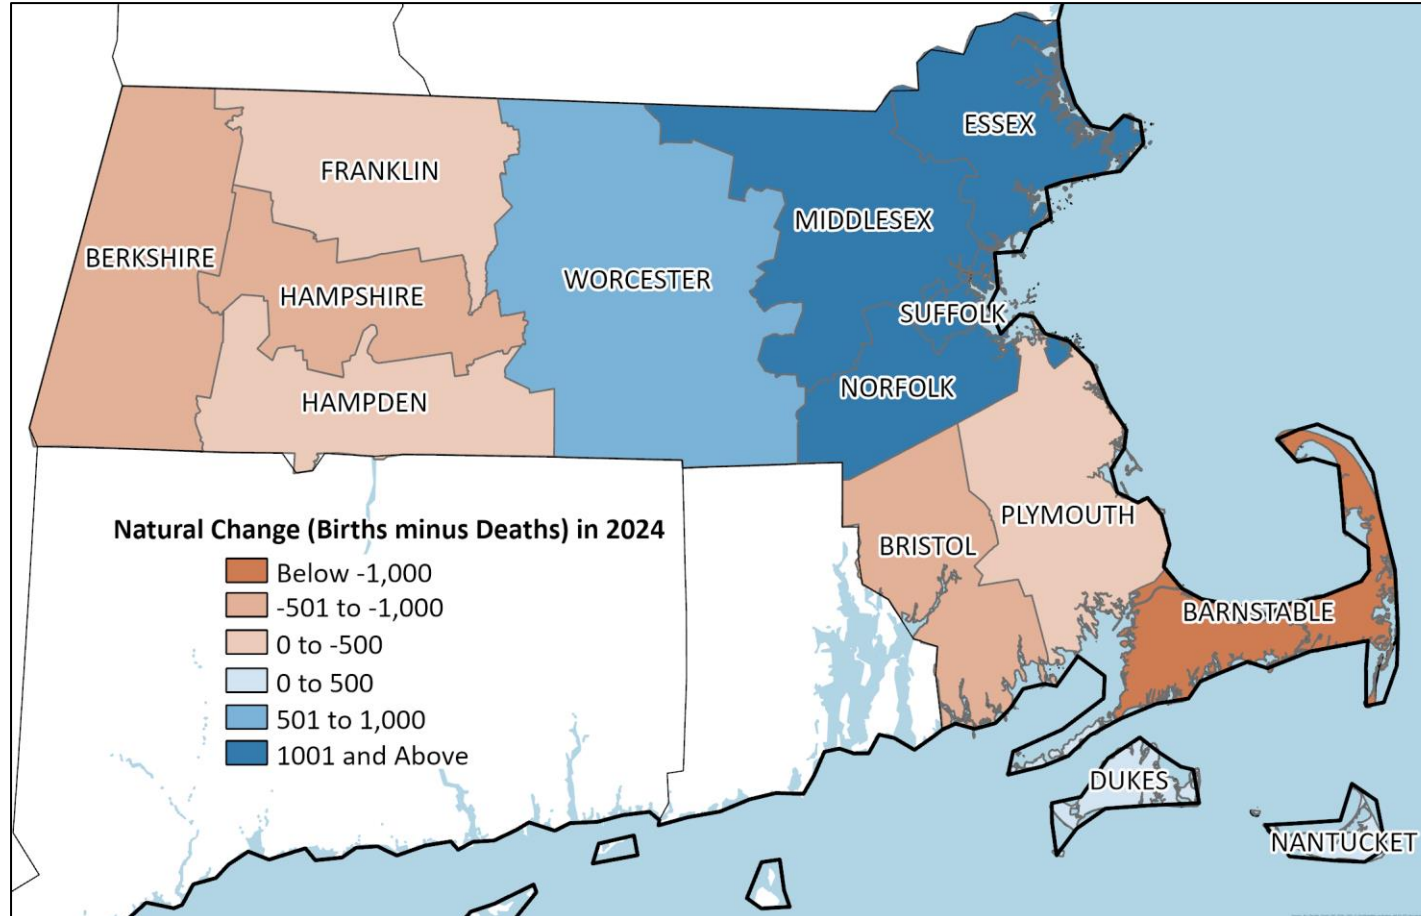 ESSEX
FRANKLIN
MIDDLESEX
BERKSHIRE
WORCESTER
HAMPSHIRE
SUFFOLK
NORFOLK
HAMPDEN
PLYMOUTH
BRISTOL
BARNSTABLE
DUKES
NANTUCKET
Natural Change (Births minus Deaths) in 2024
Below -1,000
-501 to -1,000
0 to -500
0 to 500
501 to 1,000
1001 and Above